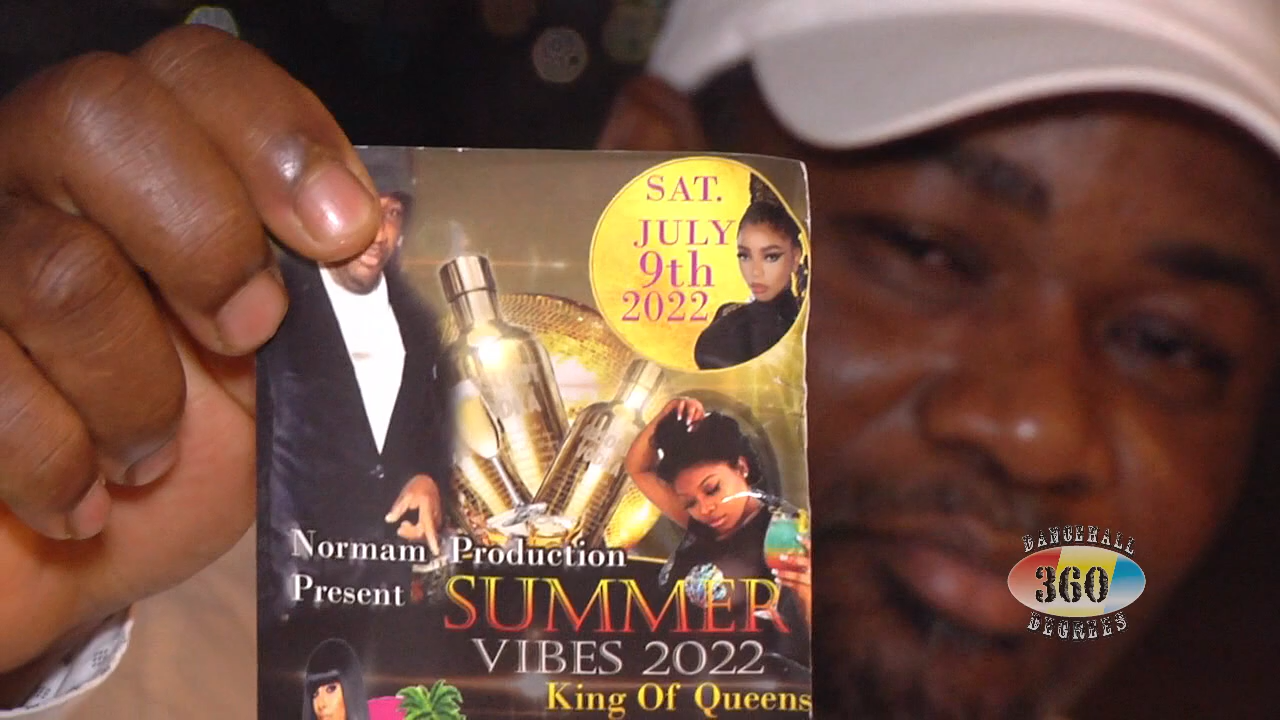 SAT.
JULY
9th
2022
Normam Production
Present
SUMMER
VIBES 2022
King Of Queens
DANCEHALL
360
DEGREES